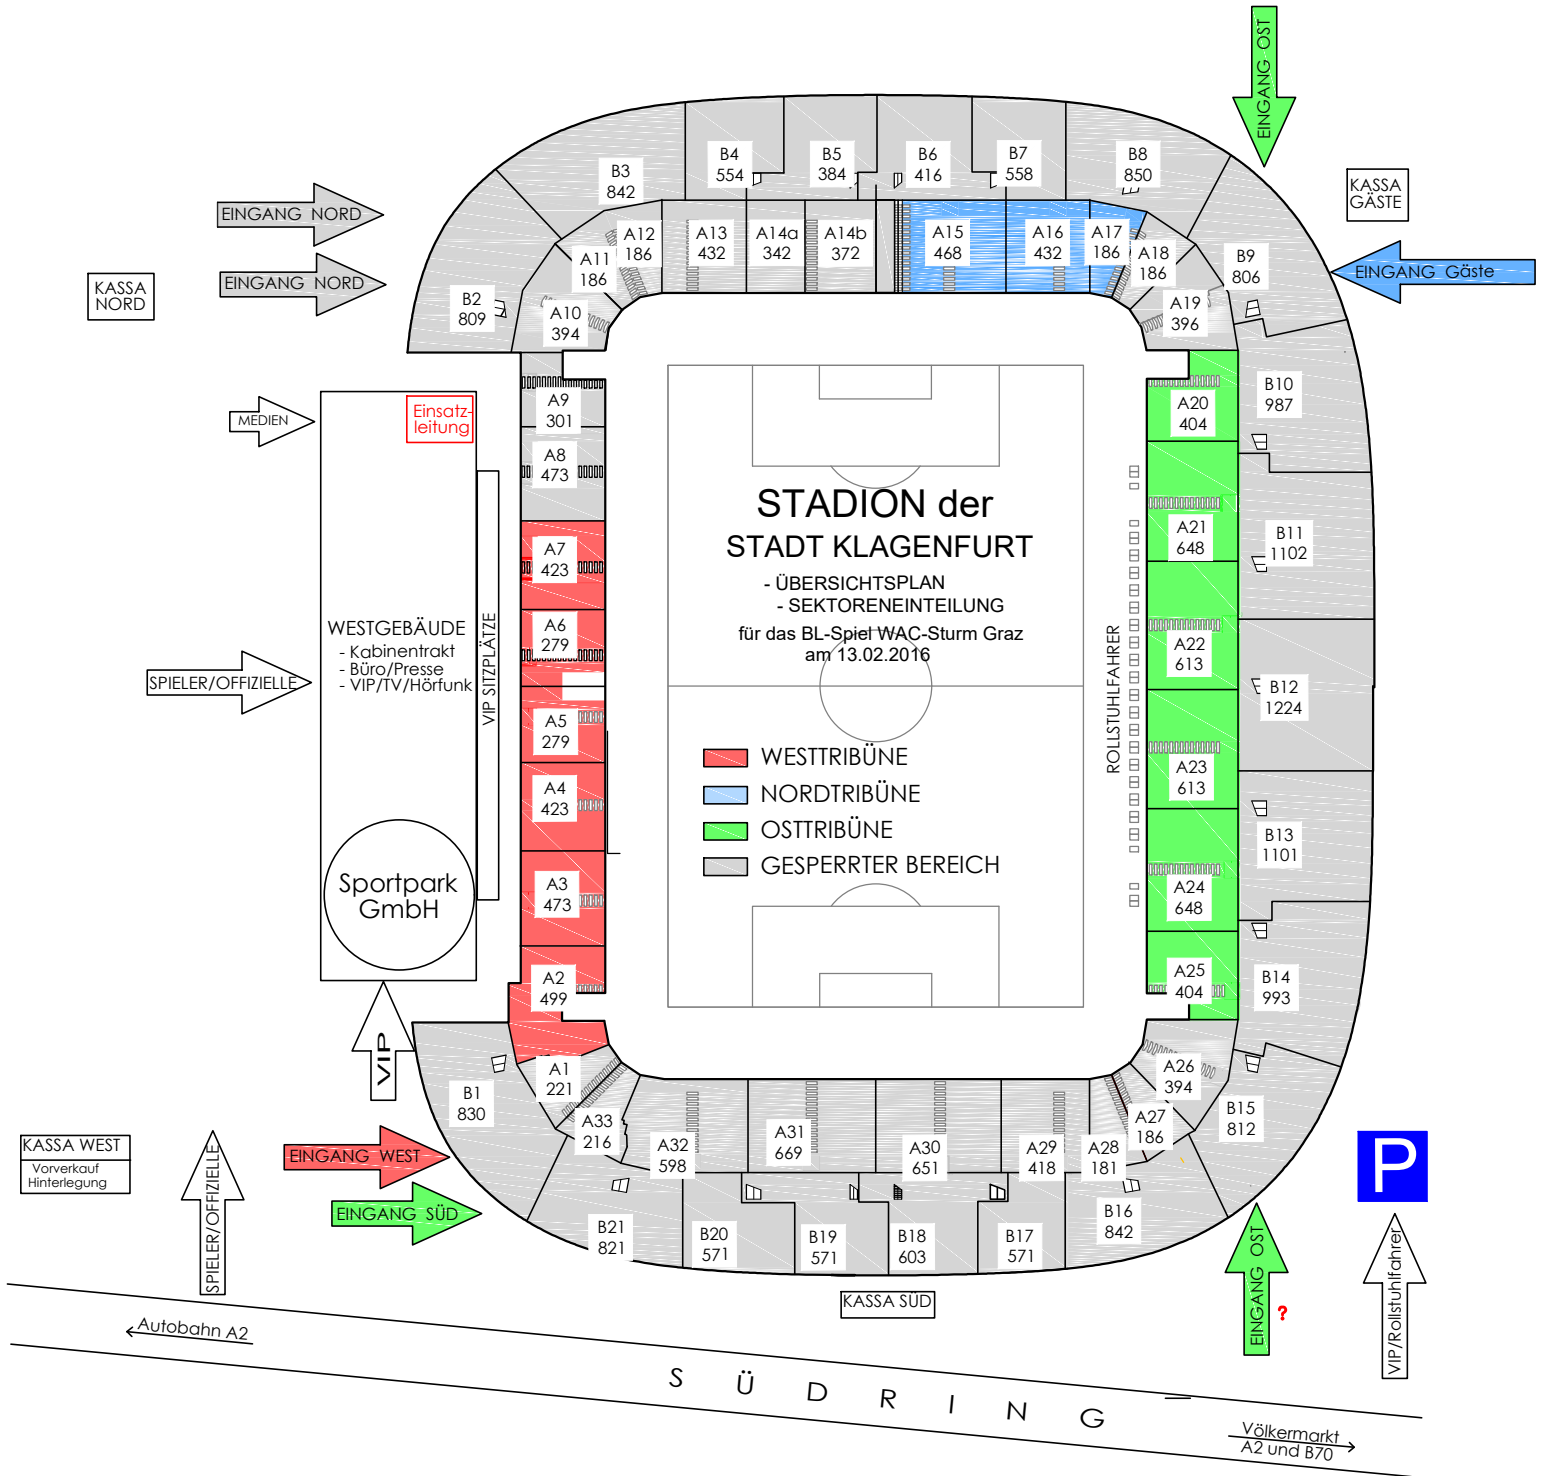 EINGANG OST
B4
554
B5
384
B6
416
B7
558
B3
842
B8
850
KASSA
GÄSTE
EINGANG NORD
EINGANG NORD
KASSA
NORD
A12
186
A13
432
A14a
342
A14b
372
A15
468
A16
432
A17
186
A18
186
A11
186
B9
806
EINGANG Gäste
B2
809
A10
394
A19
396
MEDIEN
Einsatz-
leitung
A9
301
A8
473
A20
404
B10
987
STADION der
STADT KLAGENFURT
- ÜBERSICHTSPLAN
- SEKTORENEINTEILUNG
für das BL-Spiel WAC-Sturm Graz
am 13.02.2016
A7
423
A21
648
B11
1102
WESTGEBÄUDE
- Kabinentrakt
- Büro/Presse
- VIP/TV/Hörfunk
VIP SITZPLÄTZE
A6
279
ROLLSTUHLFAHRER
A22
613
SPIELER/OFFIZIELLE
B12
1224
A5
279
WESTTRIBÜNE
NORDTRIBÜNE
OSTTRIBÜNE
GESPERRTER BEREICH
A4
423
A23
613
B13
1101
Sportpark
GmbH
A3
473
A24
648
A2
499
A25
404
B14
993
VIP
A1
221
B1
830
A33
216
A32
598
A31
669
A30
651
A29
418
A28
181
A27
186
A26
394
B15
812
KASSA WEST
Vorverkauf
Hinterlegung
EINGANG WEST
EINGANG SÜD
SPIELER/OFFIZIELLE
P
B21
821
B20
571
B19
571
B18
603
B17
571
B16
842
KASSA SÜD
EINGANG OST
?
VIP/Rollstuhlfahrer
Autobahn A2
SÜDRING
Völkermarkt
A2 und B70